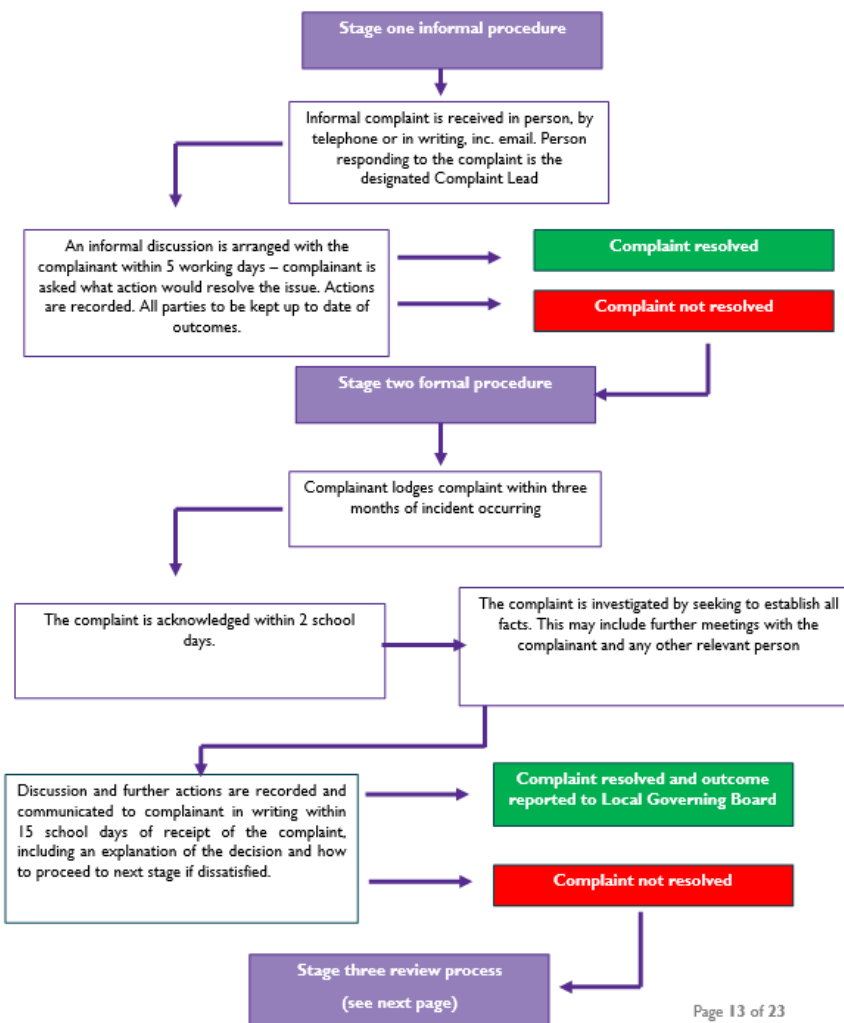 Stage one informal procedure
Informal complaint is received in person, by
telephone or in writing, inc. email. Person
responding to the complaint is the
designated Complaint Lead
An informal discussion is arranged with the
complainant within 5 working days – complainant is
asked what action would resolve the issue. Actions
are recorded. All parties to be kept up to date of
outcomes.
Complaint resolved
Complaint not resolved
Stage two formal procedure
Complainant lodges complaint within three
months of incident occurring
The complaint is acknowledged within 2 school
days.
The complaint is investigated by seeking to establish all
facts. This may include further meetings with the
complainant and any other relevant person
Discussion and further actions are recorded and
communicated to complainant in writing within
15 school days of receipt of the complaint,
including an explanation of the decision and how
to proceed to next stage if dissatisfied.
Complaint resolved and outcome
reported to Local Governing Board
Complaint not resolved
Stage three review process
(see next page)
Page 13 of 23